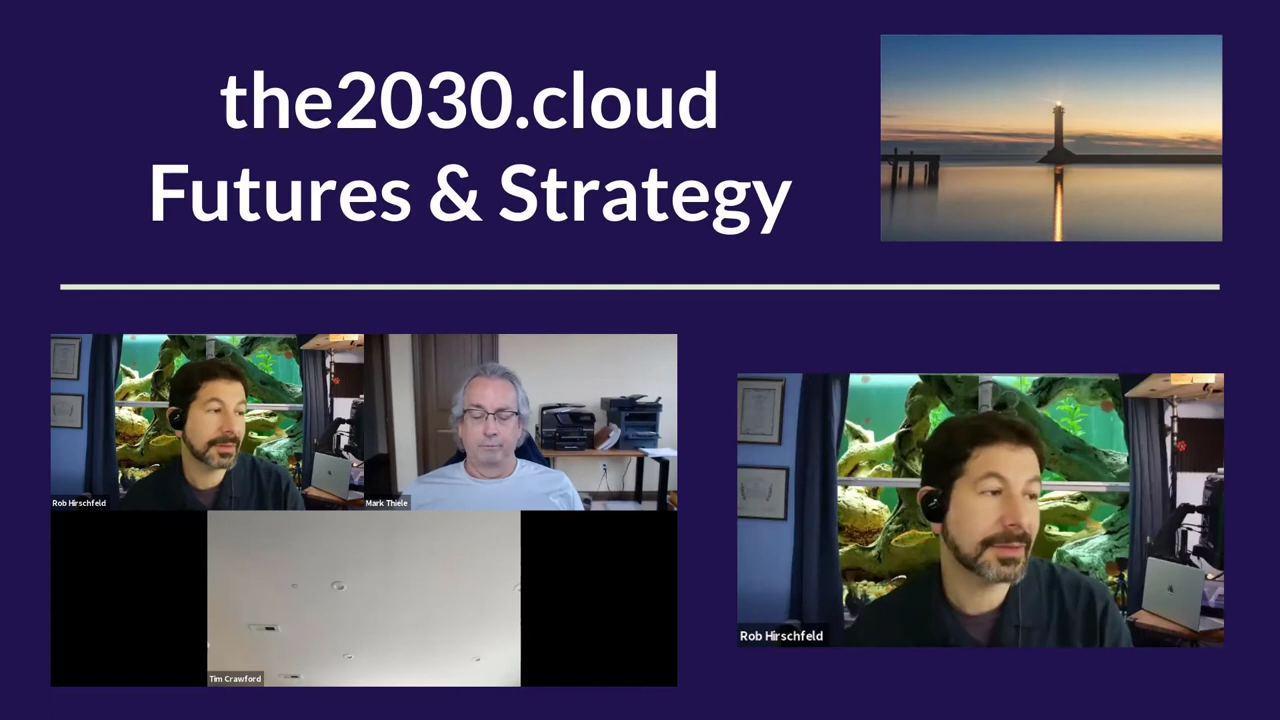 the2030.cloud
Futures & Strategy
Rob Hirschfeld
Mark Thiele
Tim Crawford
Rob Hirschfeld